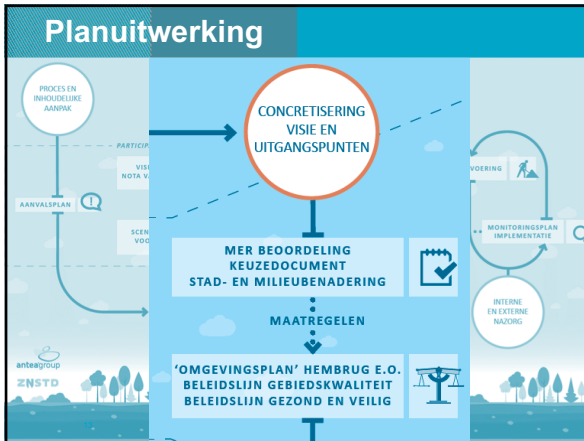 Planuitwerking
PROCES EN
INHOUDELIJKE
AANPAK
AANVALSPLAN
anteagroup
ZNSTD
CONCRETISERING
VISIE EN
UITGANGSPUNTEN
MER BEOORDELING
KEUZEDOCUMENT
STAD- EN MILIEUBENADERING
MAATREGELEN
'OMGEVINGSPLAN' HEMBRUG E.O.
BELEIDSLIJN GEBIEDSKWALITEIT
BELEIDSLIJN GEZOND EN VEILIG
MONITORINGSPLAN
IMPLEMENTATIE
INTERNE
EN EXTERNE
NAZORG